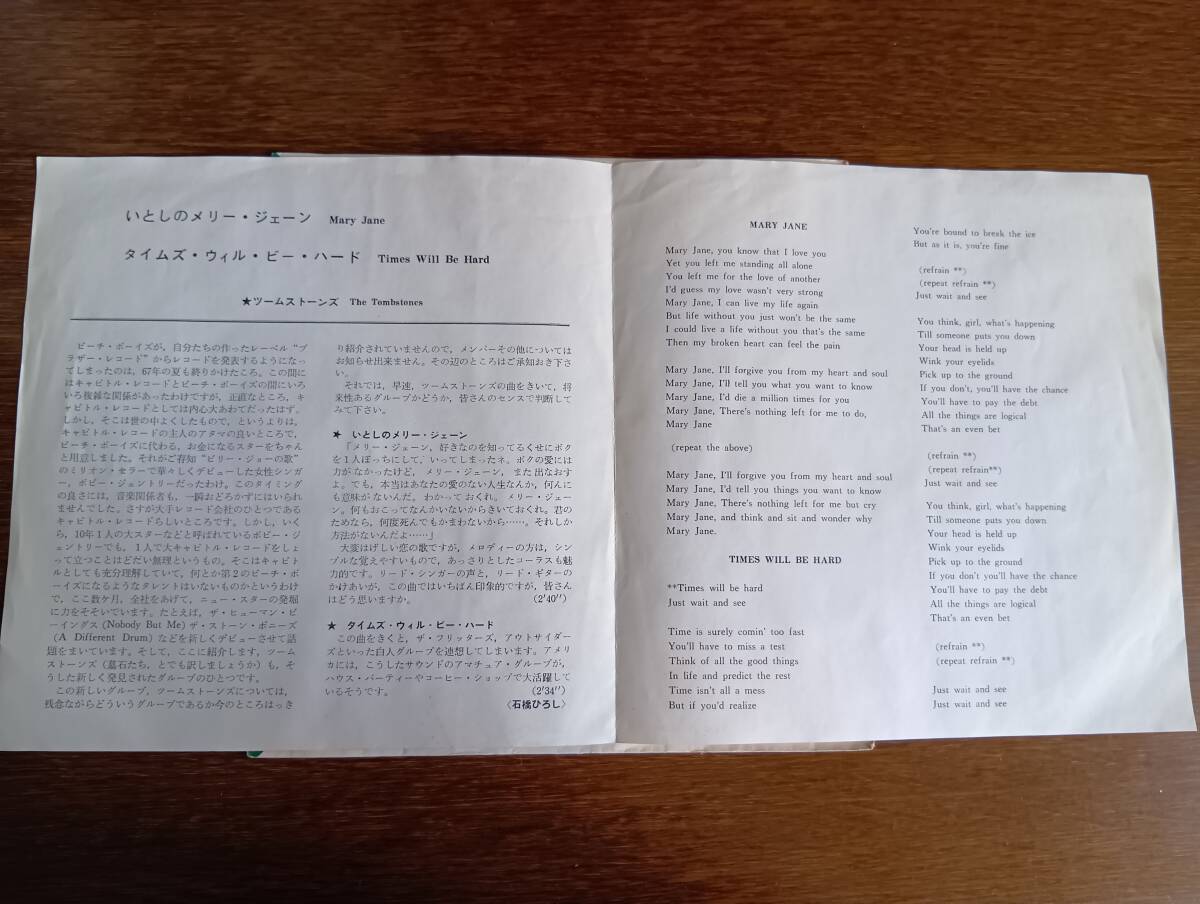 いとしのメリー・ジェーン Mary Jane
タイムズ・ウィル・ビー・ハード Times Will Be Hard
★ツームストーンズ The Tombstones
ビーチ・ボーイズが，自分たちの作ったレーベル“ブ
ラザー・レコード”からレコードを発表するようになっ
てしまったのは，67年の夏も終りかけたころ。この間に
はキャピトル・レコードとビーチ・ボーイズの間にいろ
いろ複雑な関係があったわけですが，正直なところ，キ
ャピトル・レコードとしては内心大あわてだったはず。
しかし，そこは世の中よくしたもので，というよりは，
キャピトル・レコードの主人のアタマの良いところで，
ビーチ・ボーイズに代わる，お金になるスターをちゃん
と用意しました。それがご存知“ビリー・ジョーの歌”
のミリオン・セラーで華々しくデビューした女性シンガ
ー，ボビー・ジェントリーだったわけ。このタイミング
の良さには，音楽関係者も，一瞬おどろかずにはいられ
ませんでした。さすが大手レコード会社のひとつである
キャピトル・レコードらしいところです。しかし，いく
ら，10年1人の大スターなどと呼ばれているボビー・ジ
ェントリーでも，1人で大キャピトル・レコードをしょ
って立つことはどだい無理というもの。そこはキャピト
ルとしても充分理解していて，何とか第2のビーチ・ボ
ーイズになるようなタレントはいないものかというわけ
で，ここ数ケ月，全社をあげて，ニュー・スターの発掘
に力をそそいでいます。たとえば，ザ・ヒューマン・ビ
ーイングス(Nobody But Me)ザ・ストーン・ポニーズ
(A Different Drum)などを新しくデビューさせて話
題をまいています。そして，ここに紹介します，ツーム
ストーンズ（墓石たち，とでも訳しましょうか）も，そ
うした新しく発見されたグループのひとつです。
この新しいグループ，ツームストーンズについては，
残念ながらどういうグループであるか今のところはっき
り紹介されていませんので，メンバーその他については
お知らせ出来ません。その辺のところはご承知おき下さ
い。
それでは，早速，ツームストーンズの曲をきいて，将
来性あるグループかどうか，皆さんのセンスで判断して
みて下さい。
★ いとしのメリー・ジェーン
「メリー・ジェーン，好きなのを知ってるくせにボク
を1人ぼっちにして，いってしまったネ。ボクの愛には
力がなかったけど，メリー・ジェーン，また出なおす
よ。でも，本当はあなたの愛のない人生なんか，何んに
も意味がないんだ，わかっておくれ。メリー・ジェー
ン。何もおこってなんかいないからきいておくれ。君の
ためなら，何度死んでもかまわないから……。それしか
方法がないんだよ……」
大変はげしい恋の歌ですが，メロディーの方は，シン
プルな覚えやすいもので，あっさりとしたコーラスも魅
力的です。リード・シンガーの声と，リード・ギターの
かけあいが，この曲ではいちばん印象的ですが，皆さん
はどう思いますか。 (2'40'')
★ タイムズ・ウィル・ビー・ハード
この曲をきくと，ザ・フリッターズ，アウトサイダー
ズといった白人グループを連想してしまいます。アメリ
カには，こうしたサウンドのアマチュア・グループが，
ハウス・パーティーやコーヒー・ショップで大活躍して
いるそうです。 (2'34'')
〈石橋ひろし〉
MARY JANE
Mary Jane, you know that I love you
Yet you left me standing all alone
You left me for the love of another
I'd guess my love wasn't very strong
Mary Jane, I can live my life again
But life without you just won't be the same
I could live a life without you that's the same
Then my broken heart can feel the pain
Mary Jane, I'll forgive you from my heart and soul
Mary Jane, I'll tell you what you want to know
Mary Jane, I'd die a million times for you
Mary Jane, There's nothing left for me to do,
Mary Jane
(repeat the above)
Mary Jane, I'll forgive you from my heart and soul
Mary Jane, I'd tell you things you want to know
Mary Jane, There's nothing left for me but cry
Mary Jane, and think and sit and wonder why
Mary Jane.
TIMES WILL BE HARD
**Times will be hard
Just wait and see
Time is surely comin' too fast
You'll have to miss a test
Think of all the good things
In life and predict the rest
Time isn't all a mess
But if you'd realize
You're bound to break the ice
But as it is, you're fine
(refrain **)
(repeat refrain **)
Just wait and see
You think, girl, what's happening
Till someone puts you down
Your head is held up
Wink your eyelids
Pick up to the ground
If you don't, you'll have the chance
You'll have to pay the debt
All the things are logical
That's an even bet
(refrain **)
(repeat refrain**)
Just wait and see
You think, girl, what's happening
Till someone puts you down
Your head is held up
Wink your eyelids
Pick up to the ground
If you don't you'll have the chance
You'll have to pay the debt
All the things are logical
That's an even bet
(refrain **)
(repeat refrain **)
Just wait and see
Just wait and see